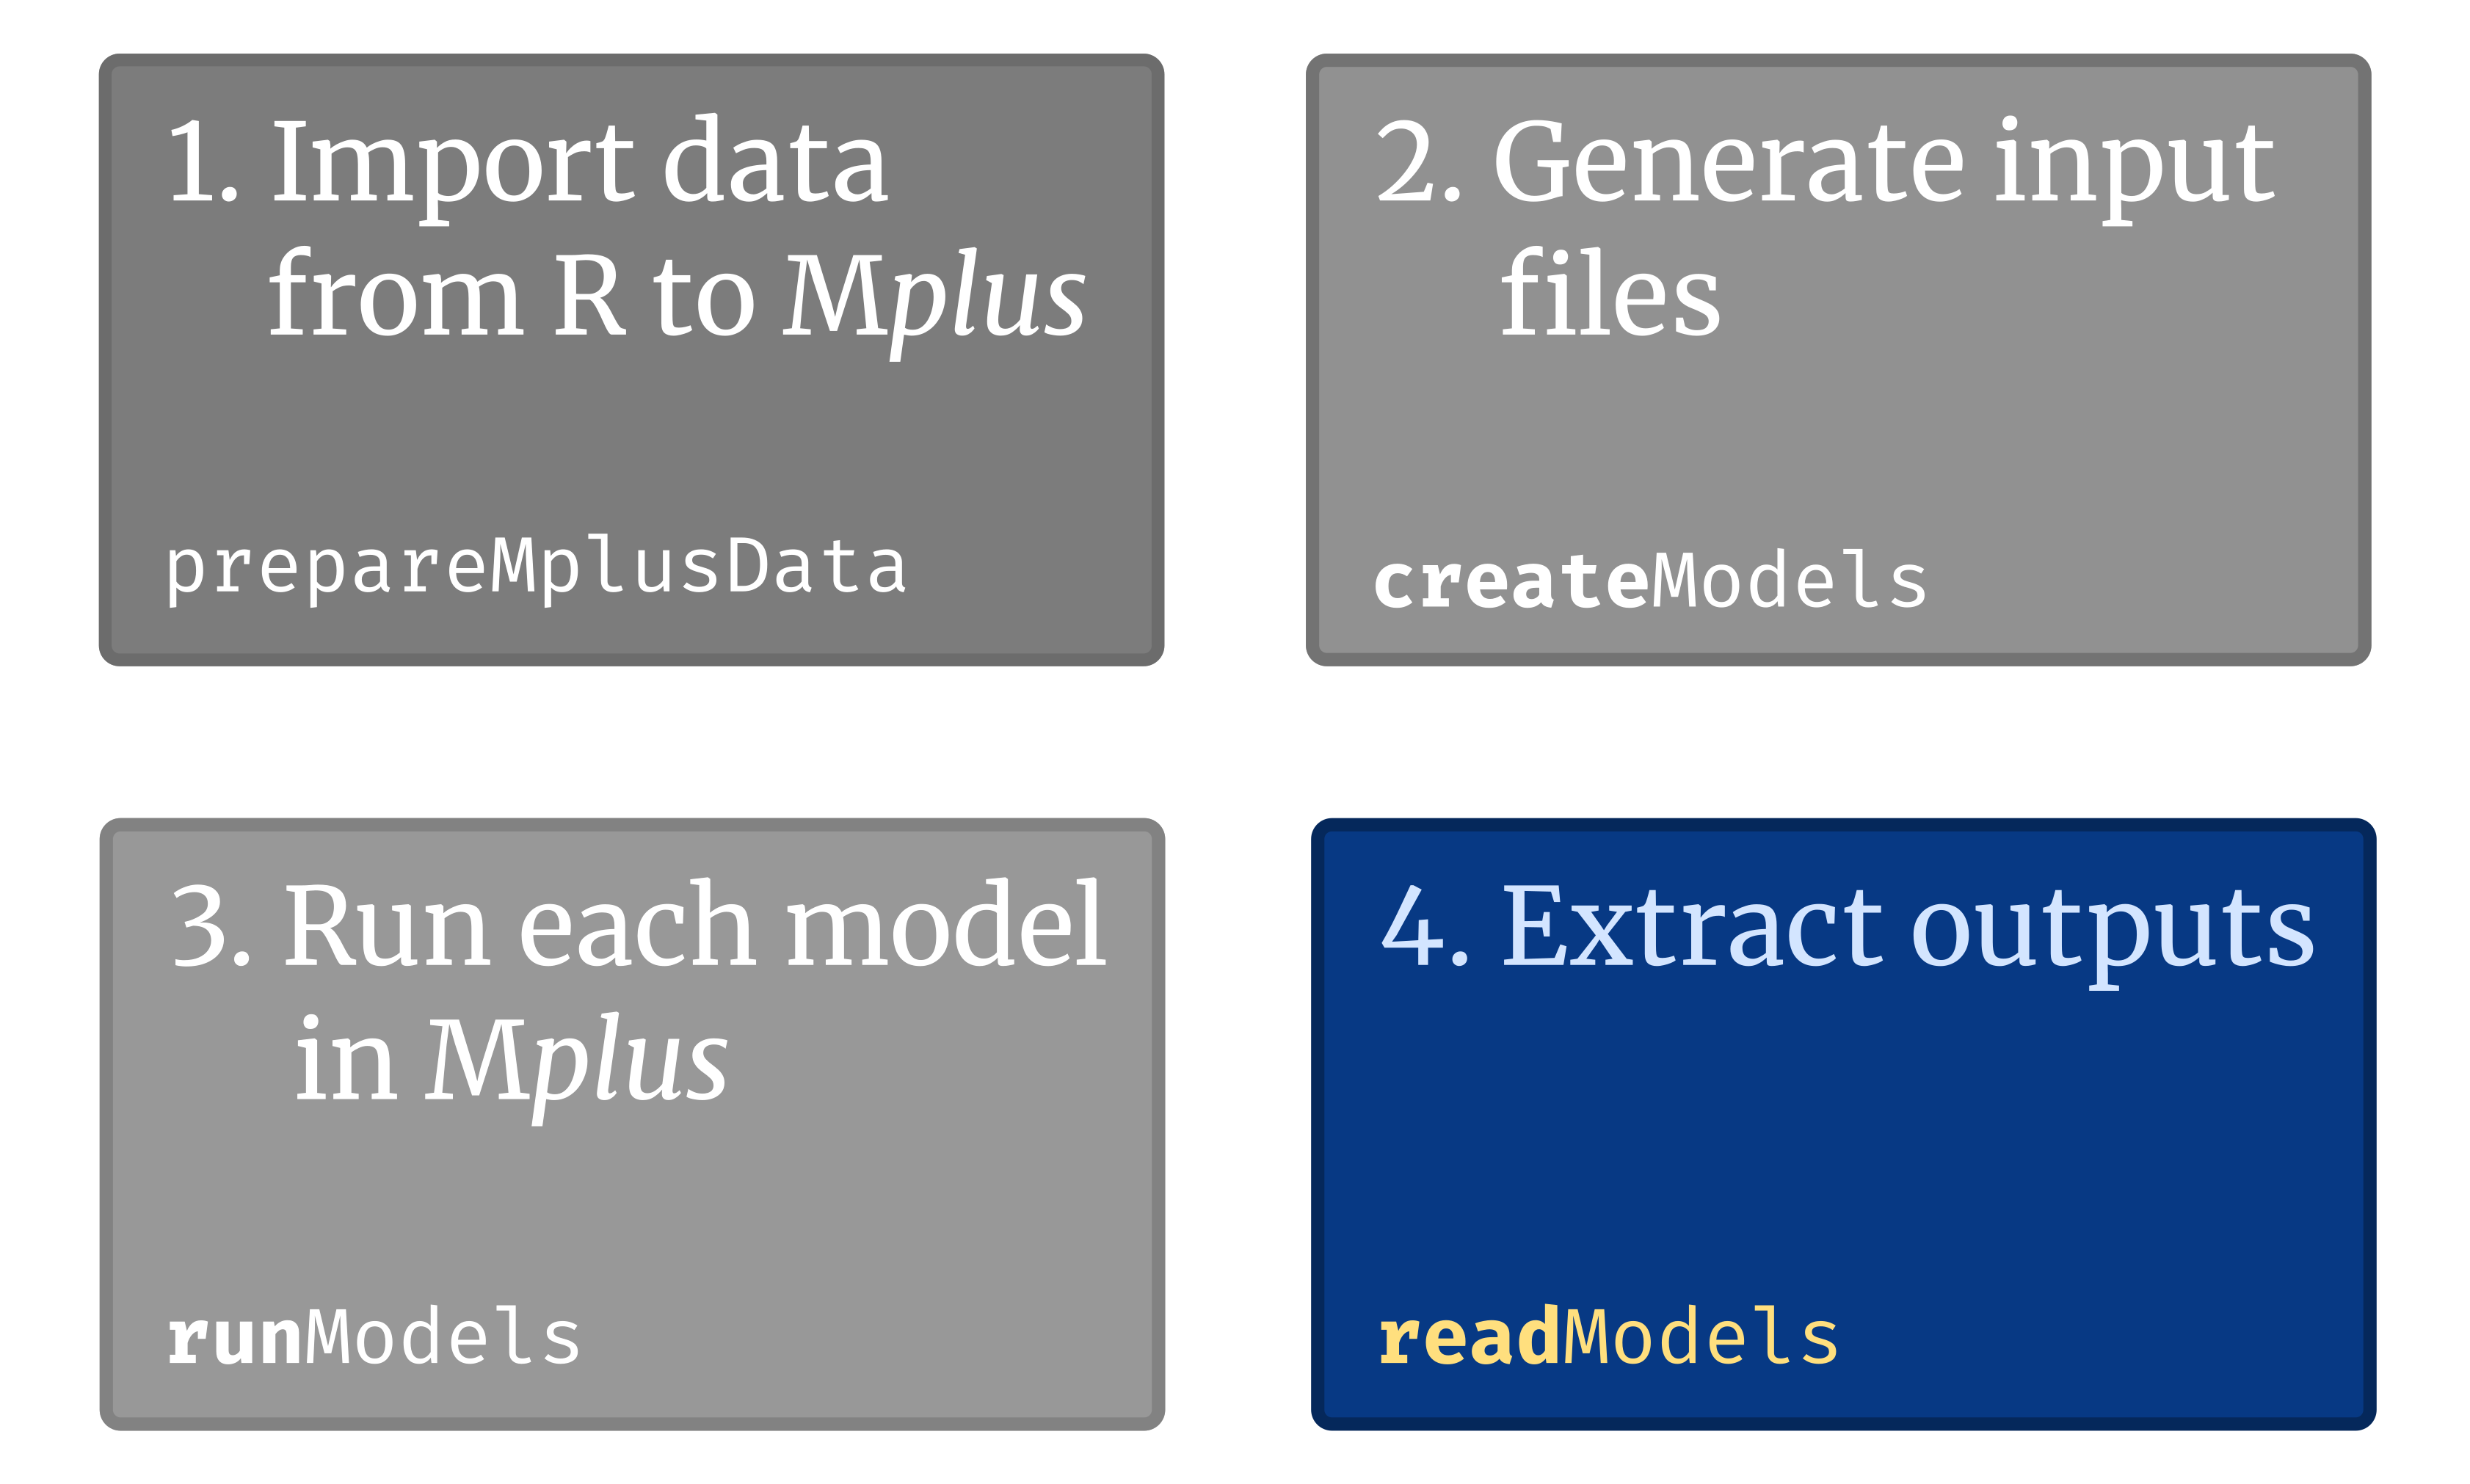 1. Import data
from R to Mplus
prepareMplusData
2. Generate input
files
createModels
3. Run each model
in Mplus
runModels
4. Extract outputs
readModels